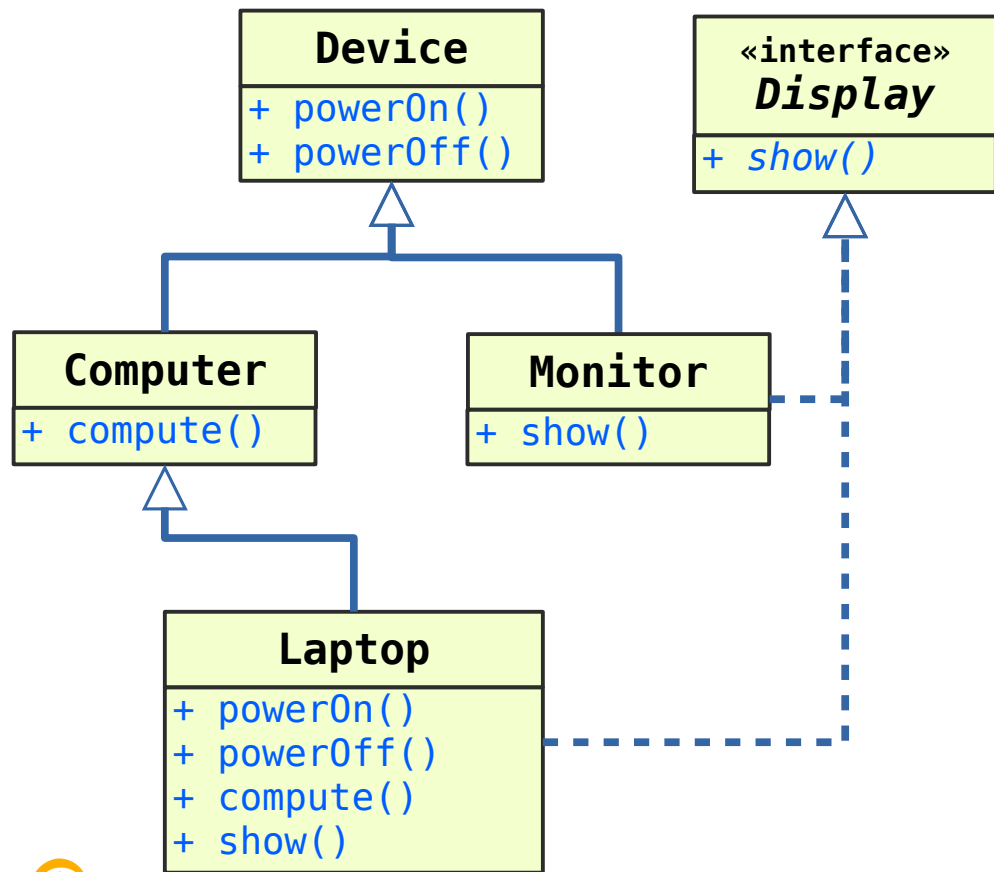 Device
+ powerOn()
+ powerOff()
«interface»
Display
+ show()
Computer
+ compute()
Monitor
+ show()
Laptop
+ powerOn()
+ powerOff()
+ compute()
+ show()